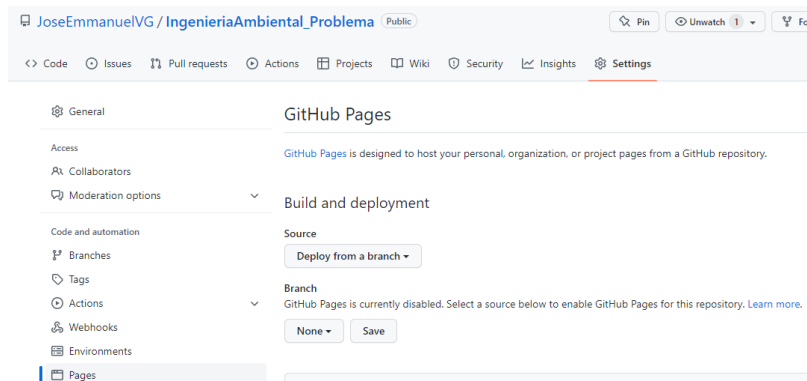 JoseEmmanuelVG / IngenieriaAmbiental_Problema Public Pin Unwatch 1
Code Issues Pull requests Actions Projects Wiki Security Insights Settings
General
Access
Collaborators
Moderation options
Code and automation
Branches
Tags
Actions
Webhooks
Environments
Pages
GitHub Pages
GitHub Pages is designed to host your personal, organization, or project pages from a GitHub repository.
Build and deployment
Source
Deploy from a branch
Branch
GitHub Pages is currently disabled. Select a source below to enable GitHub Pages for this repository. Learn more.
None Save